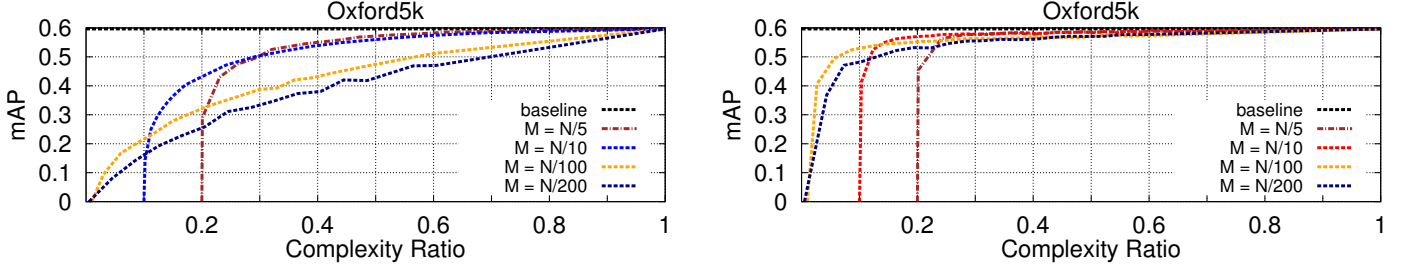 Oxford5k
0.6
0.5
0.4
0.3
0.2
0.1
0
mAP
baseline
M = N/5
M = N/10
M = N/100
M = N/200
0.2
0.4
0.6
0.8
1
Complexity Ratio
Oxford5k
0.6
0.5
0.4
0.3
0.2
0.1
0
mAP
baseline
M = N/5
M = N/10
M = N/100
M = N/200
0.2
0.4
0.6
0.8
1
Complexity Ratio